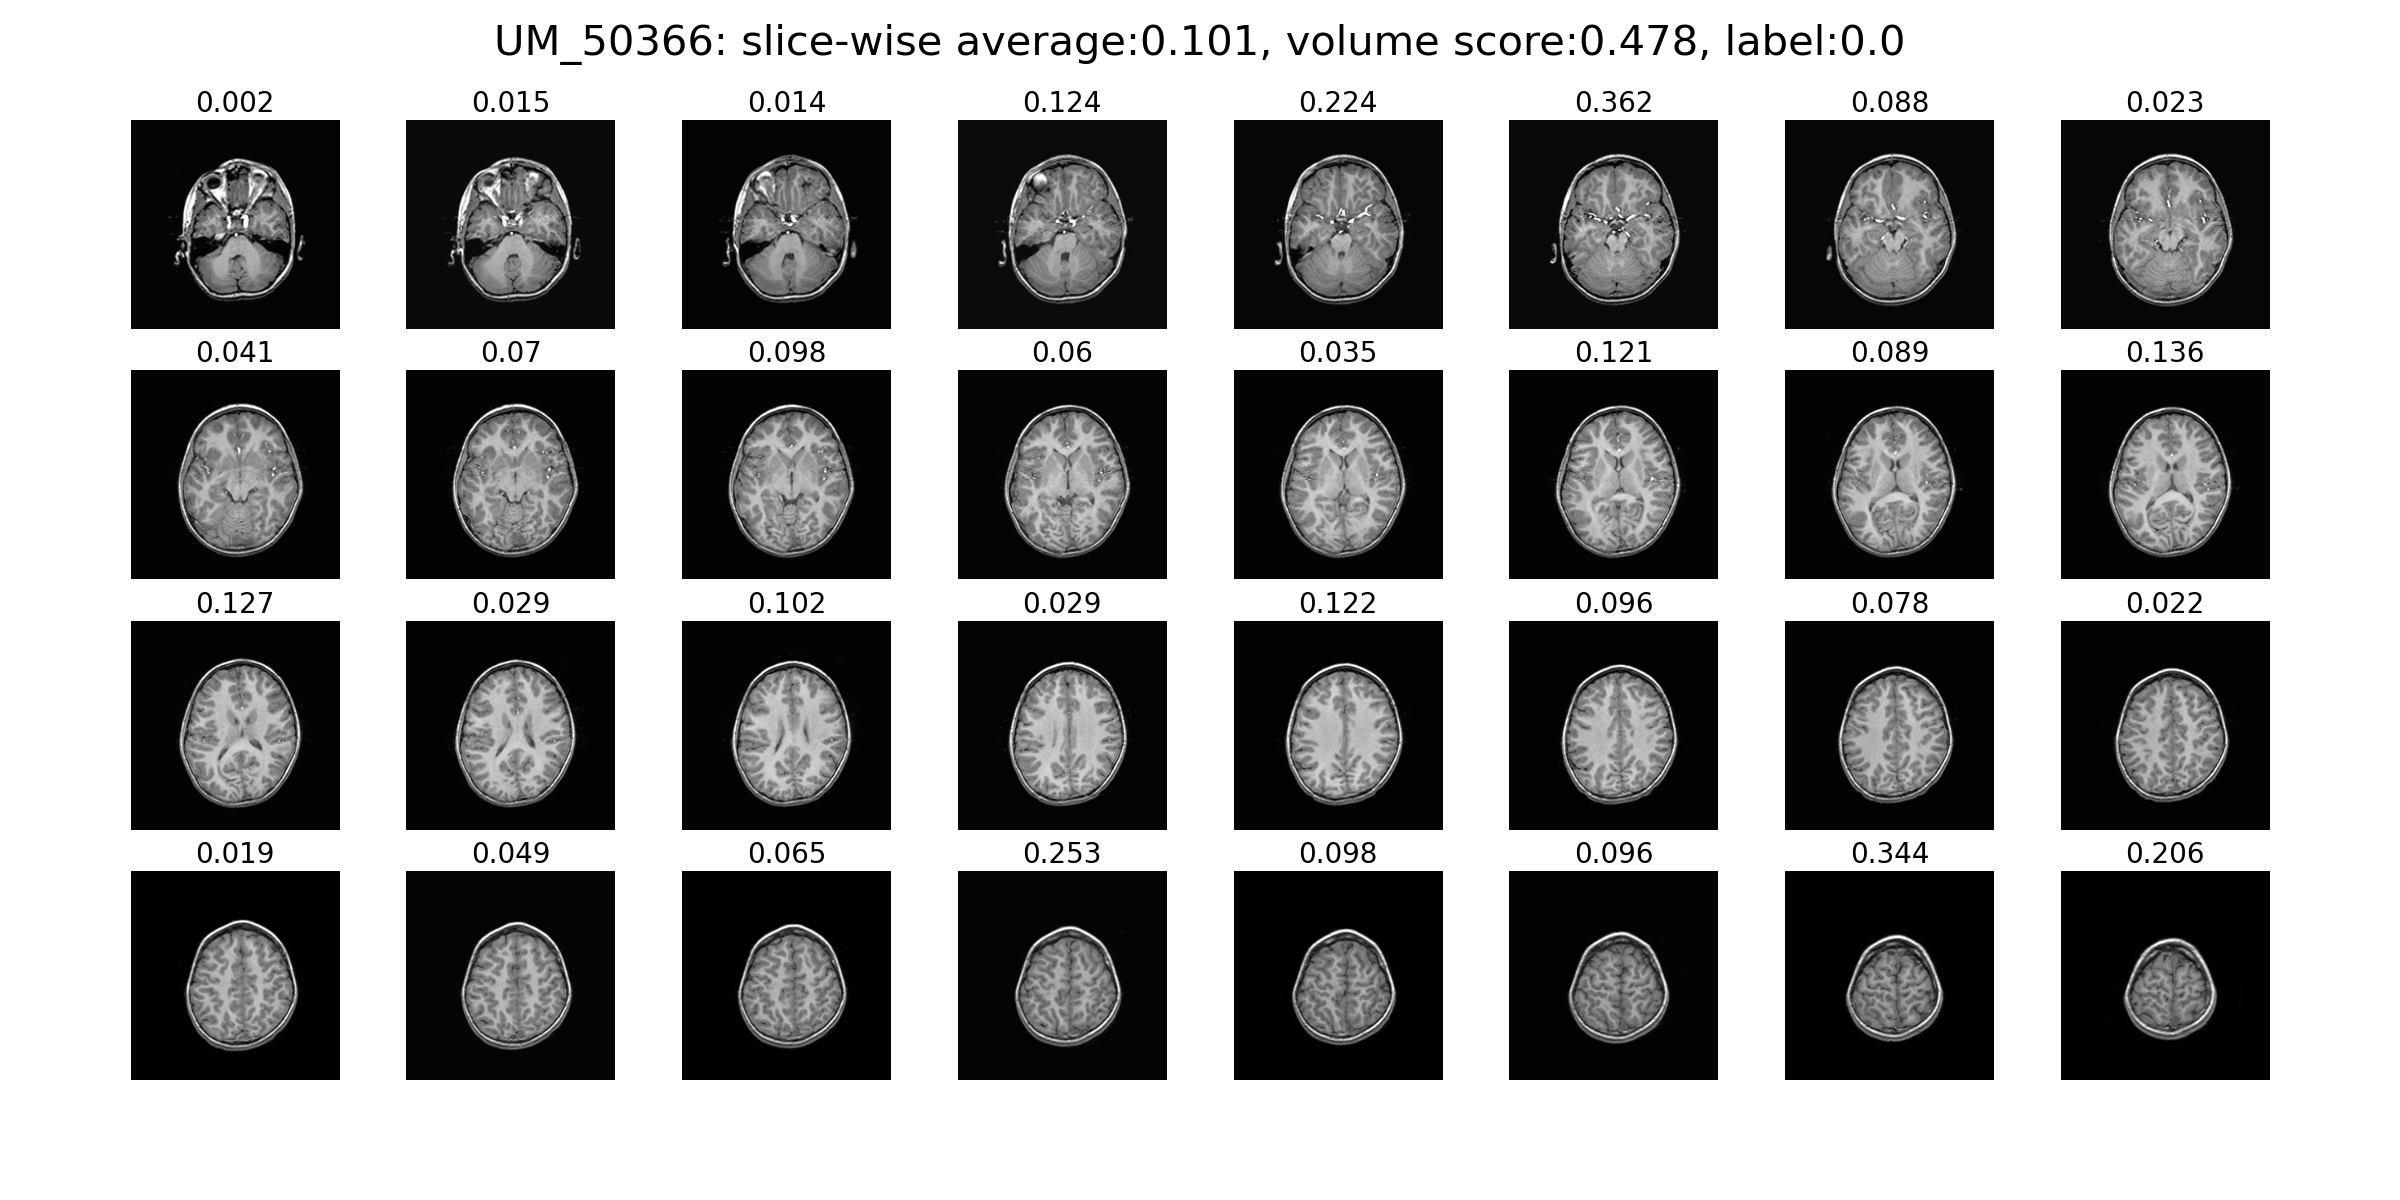 UM_50366: slice-wise average:0.101, volume score:0.478, label:0.0
0.002 0.015 0.014 0.124 0.224 0.362 0.088 0.023
0.041 0.07 0.098 0.06 0.035 0.121 0.089 0.136
0.127 0.029 0.102 0.029 0.122 0.096 0.078 0.022
0.019 0.049 0.065 0.253 0.098 0.096 0.344 0.206